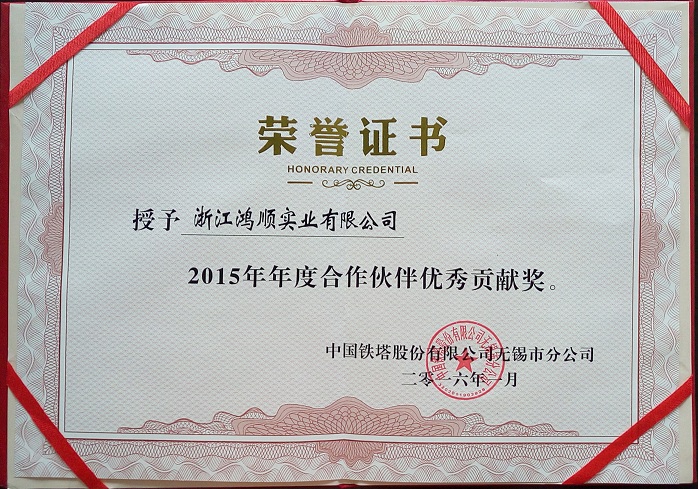 荣誉证书
HONORARY CREDENTIAL
授予 浙江鸿顺实业有限公司
2015年年度合作伙伴优秀贡献奖。
中国铁塔股份有限公司无锡市分公司
二零一六年一月